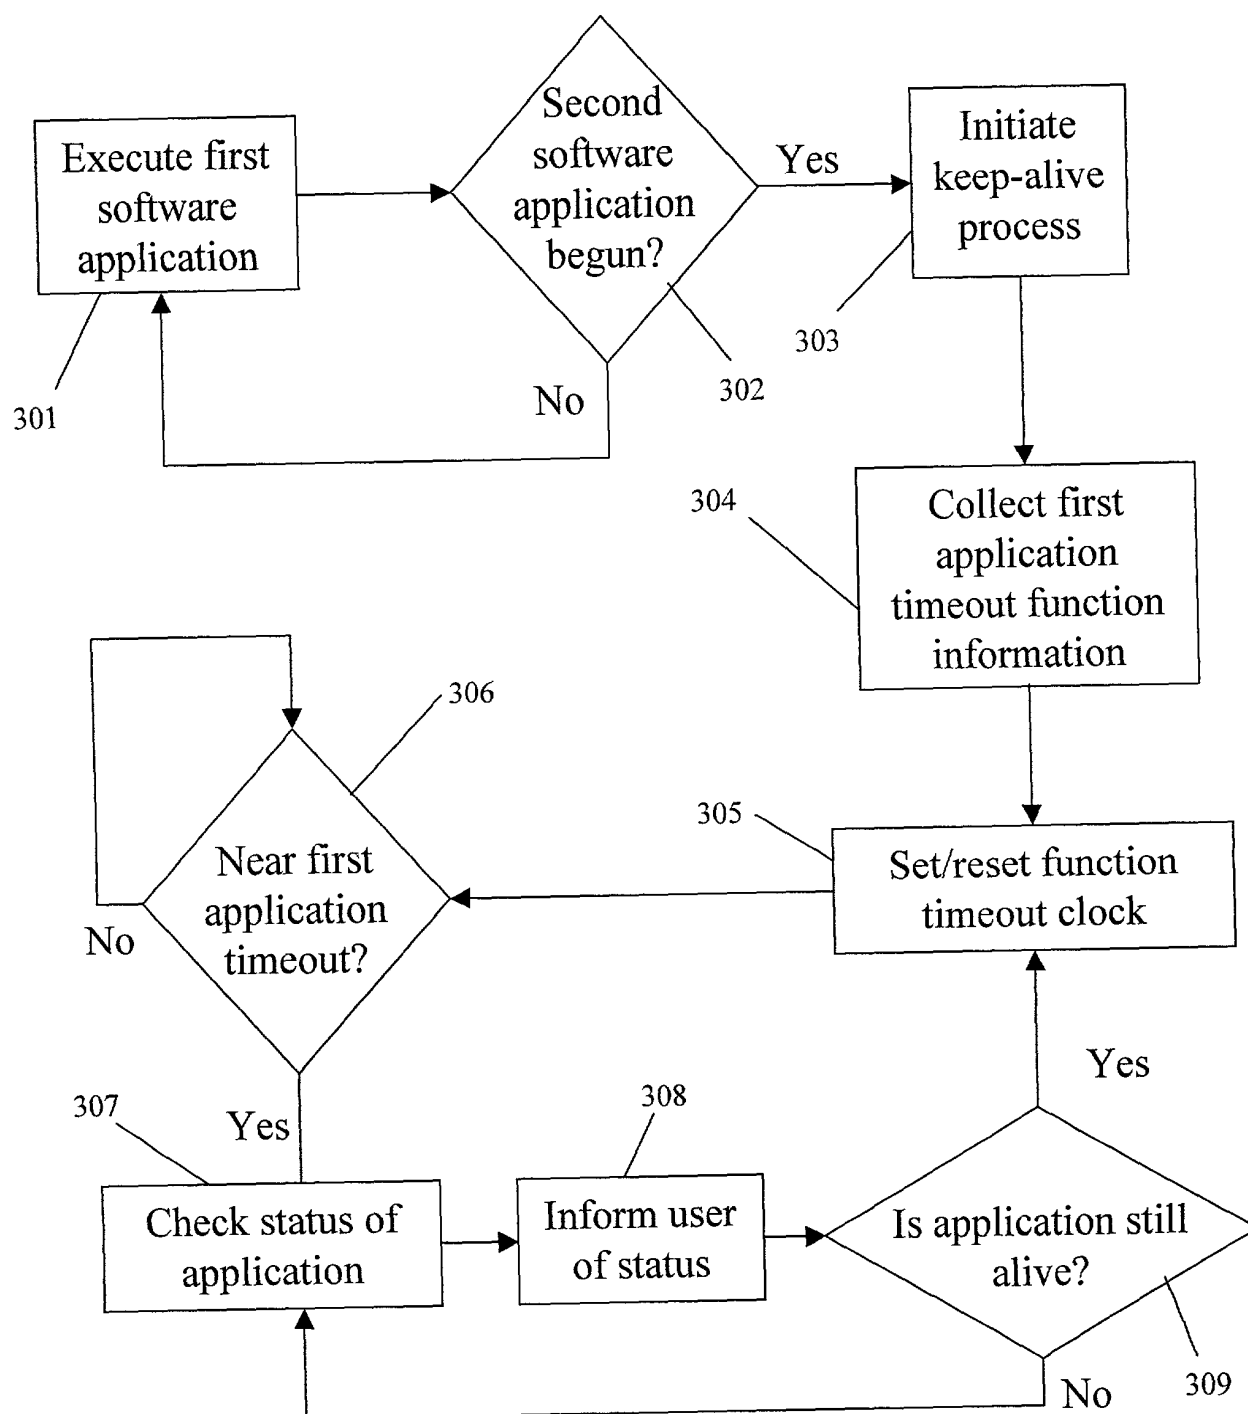 Execute first
software
application
301
Second
software
application
begun?
302
Yes
No
Initiate
keep-alive
process
303
Collect first
application
timeout function
information
304
Set/reset function
timeout clock
305
Near first
application
timeout?
306
No
Yes
Check status of
application
307
Inform user
of status
308
Is application still
alive?
309
Yes
No